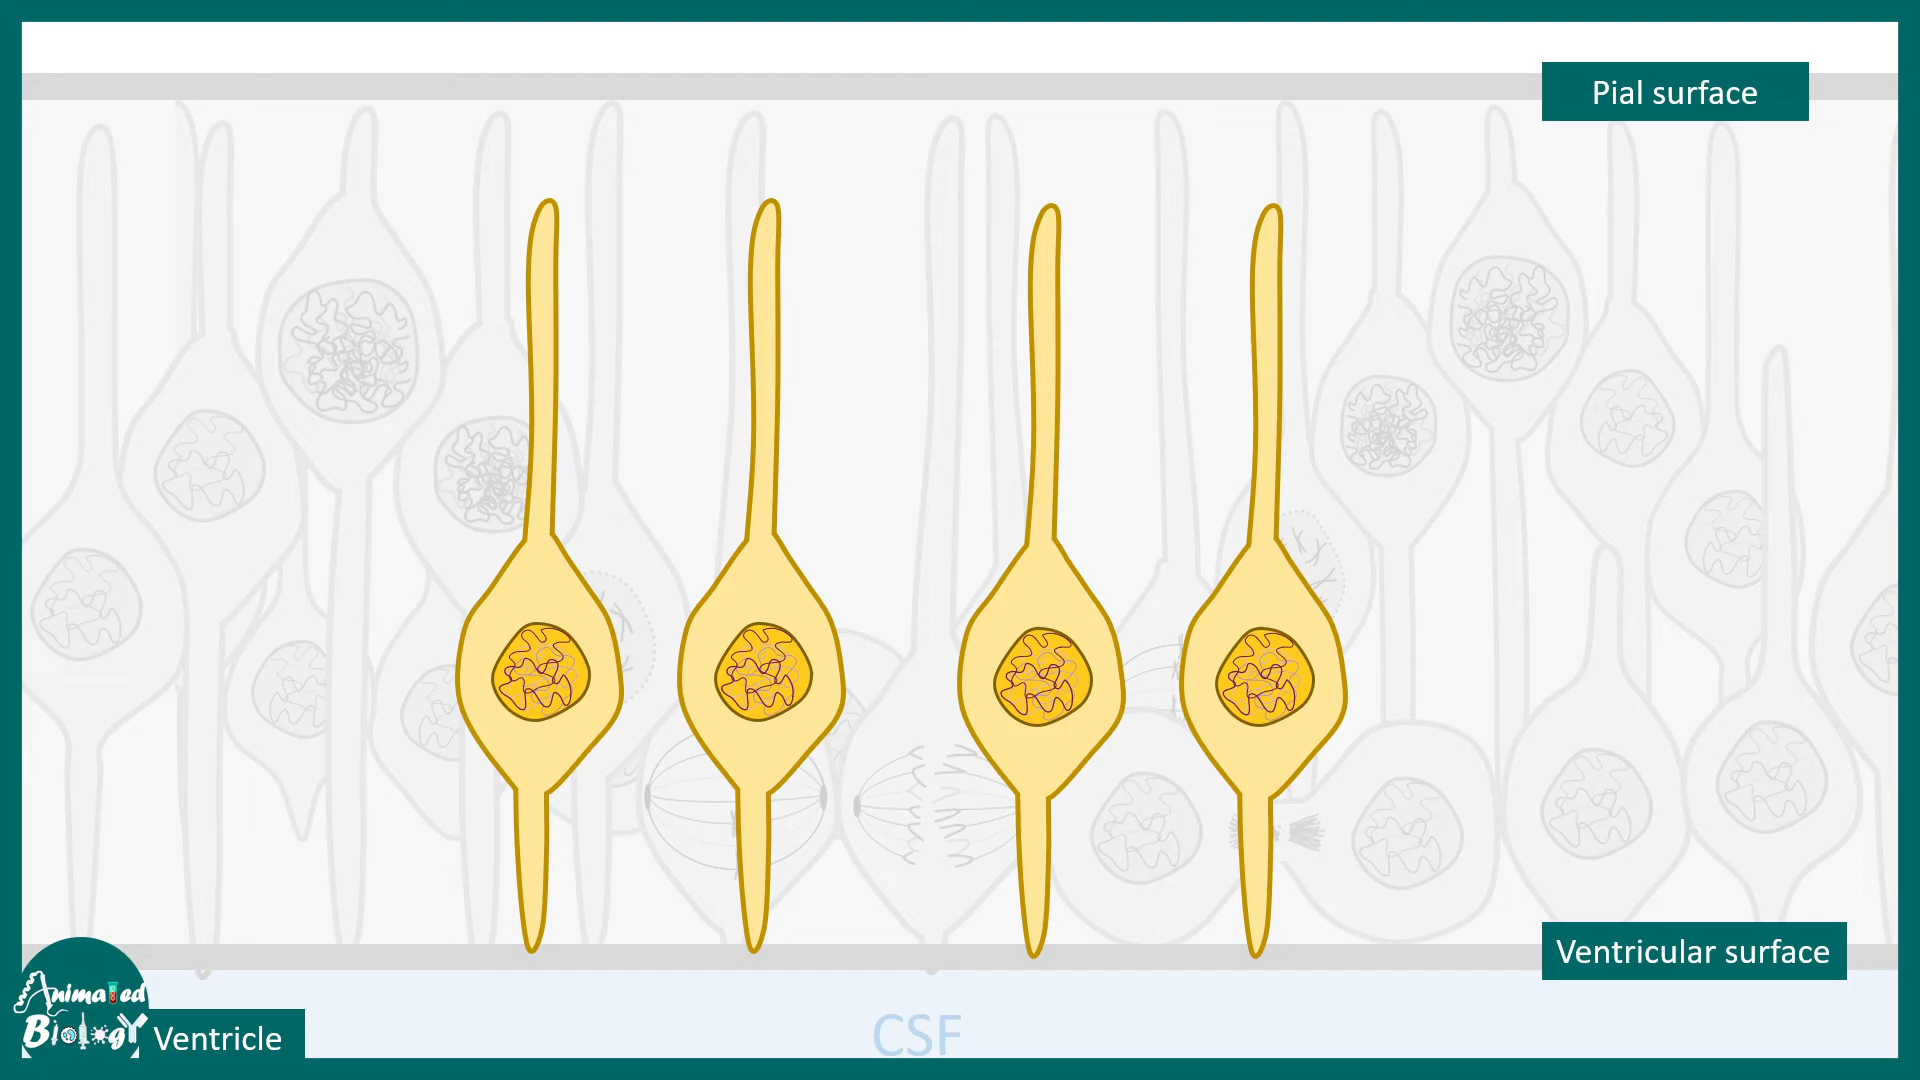 Pial surface
Ventricular surface
Animated
Biology
Ventricle
CSF